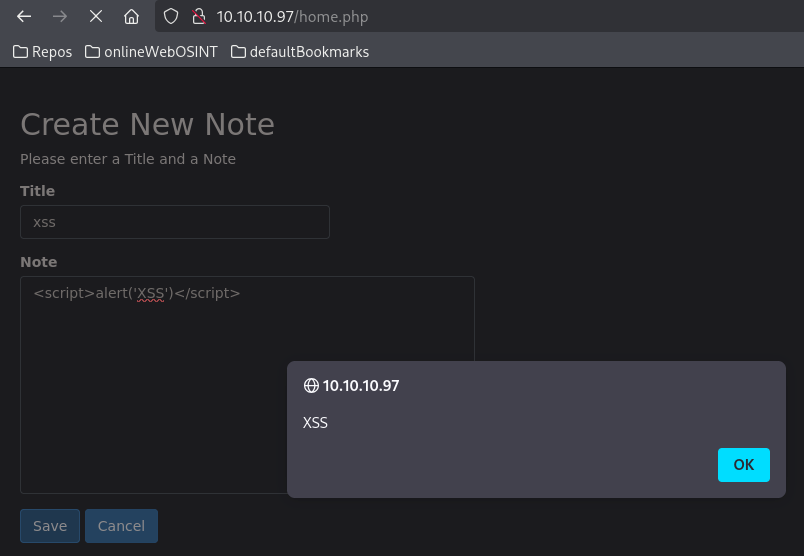 10.10.10.97/home.php
Repos onlineWebOSINT defaultBookmarks
Create New Note
Please enter a Title and a Note
Title
xss
Note
<script>alert('XSS')</script>
10.10.10.97
XSS
OK
Save Cancel